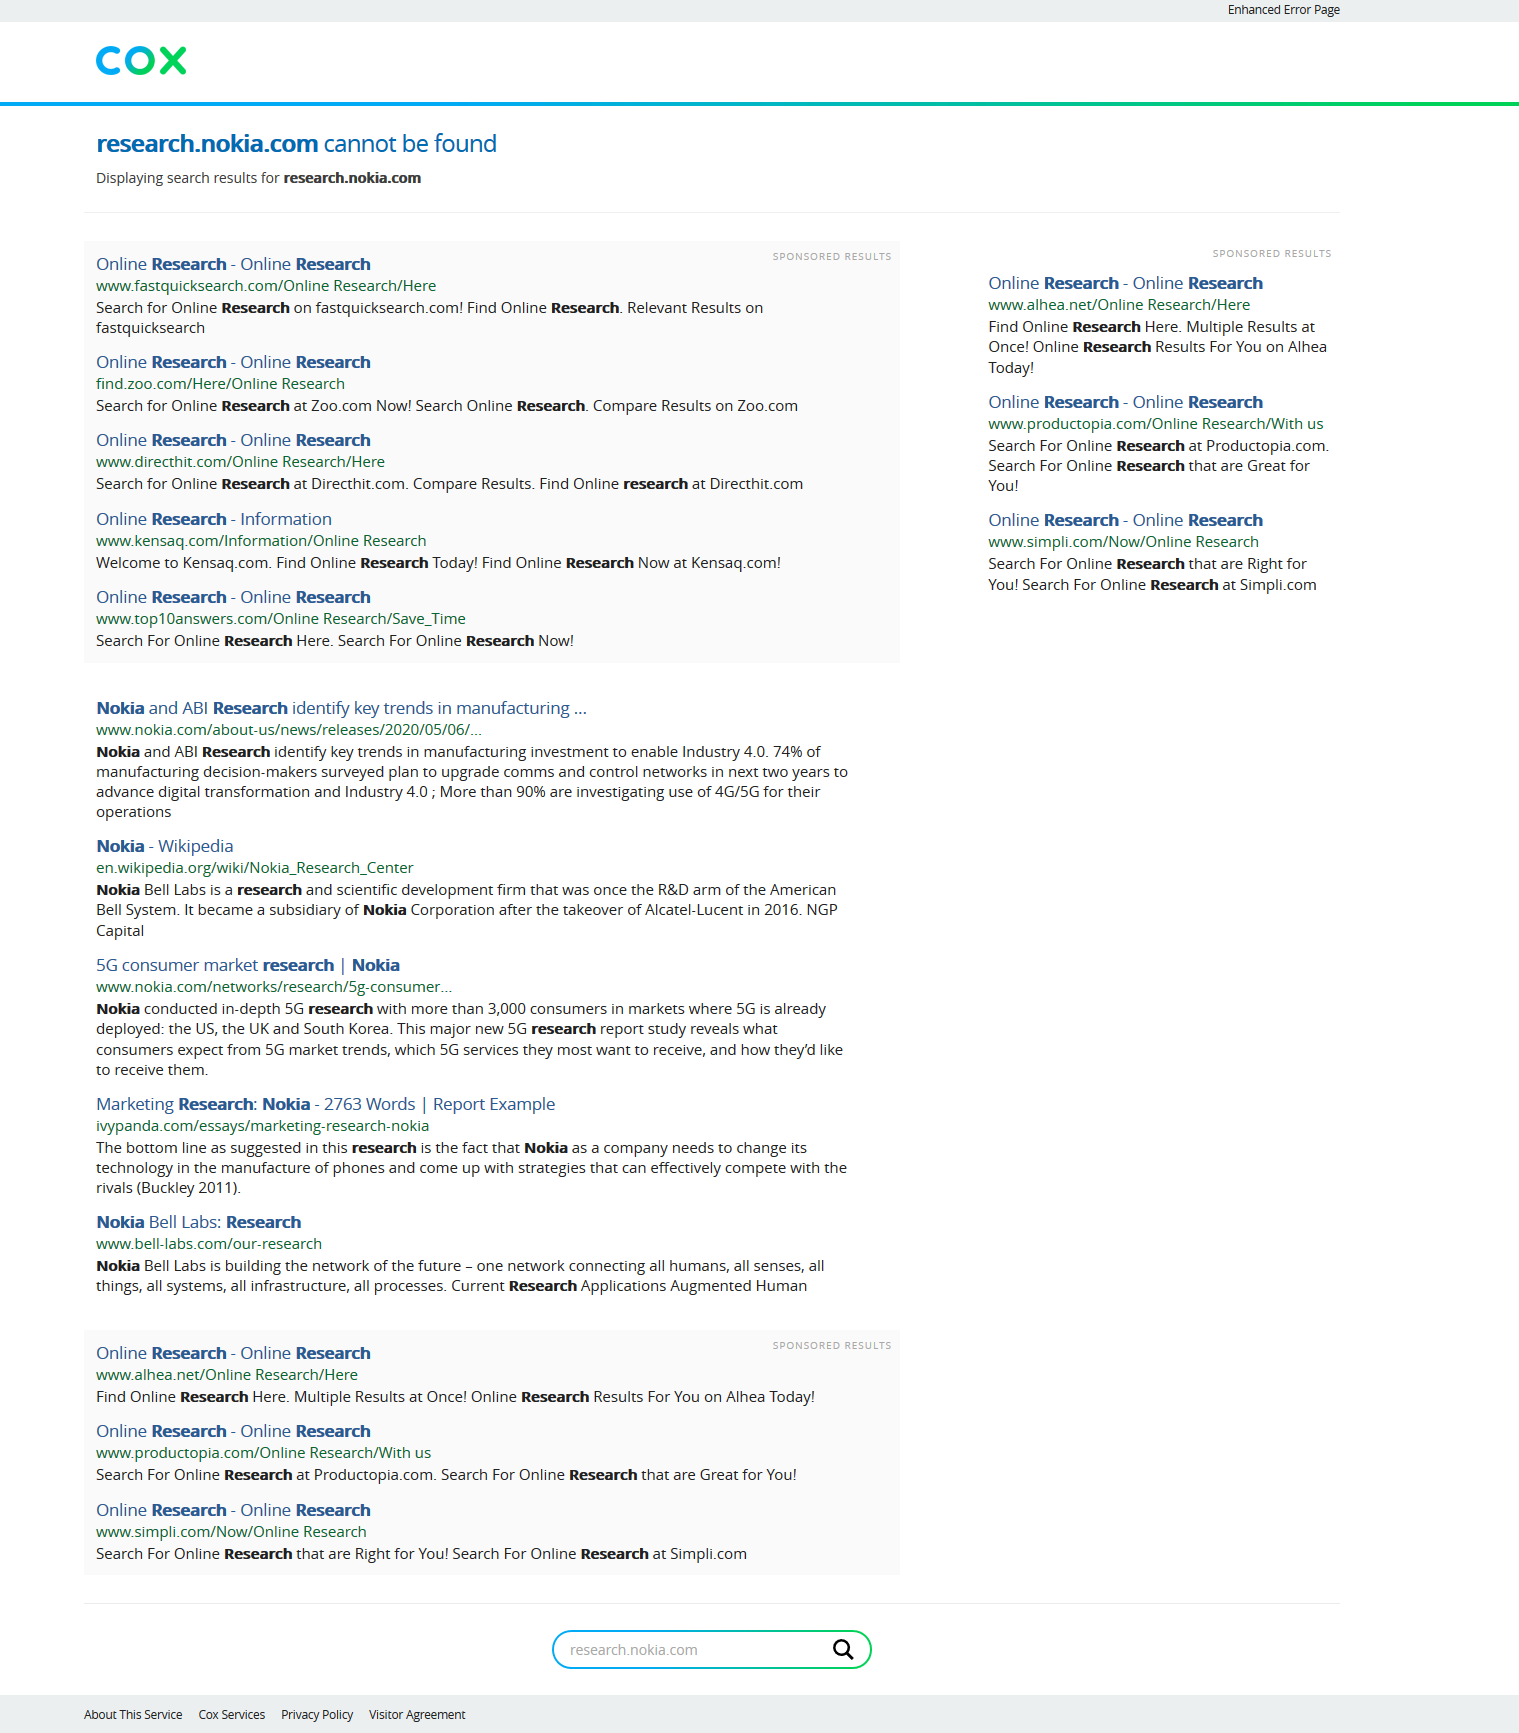 Enhanced Error Page
COX
research.nokia.com cannot be found
Displaying search results for research.nokia.com
SPONSORED RESULTS
Online Research - Online Research
www.fastquicksearch.com/Online Research/Here
Search for Online Research on fastquicksearch.com! Find Online Research. Relevant Results on
fastquicksearch
Online Research - Online Research
find.zoo.com/Here/Online Research
Search for Online Research at Zoo.com Now! Search Online Research. Compare Results on Zoo.com
Online Research - Online Research
www.directhit.com/Online Research/Here
Search for Online Research at Directhit.com. Compare Results. Find Online research at Directhit.com
Online Research - Information
www.kensaq.com/Information/Online Research
Welcome to Kensaq.com. Find Online Research Today! Find Online Research Now at Kensaq.com!
Online Research - Online Research
www.top10answers.com/Online Research/Save_Time
Search For Online Research Here. Search For Online Research Now!
SPONSORED RESULTS
Online Research - Online Research
www.alhea.net/Online Research/Here
Find Online Research Here. Multiple Results at
Once! Online Research Results For You on Alhea
Today!
Online Research - Online Research
www.productopia.com/Online Research/With us
Search For Online Research at Productopia.com.
Search For Online Research that are Great for
You!
Online Research - Online Research
www.simpli.com/Now/Online Research
Search For Online Research that are Right for
You! Search For Online Research at Simpli.com
Nokia and ABI Research identify key trends in manufacturing ...
www.nokia.com/about-us/news/releases/2020/05/06/...
Nokia and ABI Research identify key trends in manufacturing investment to enable Industry 4.0. 74% of
manufacturing decision-makers surveyed plan to upgrade comms and control networks in next two years to
advance digital transformation and Industry 4.0 ; More than 90% are investigating use of 4G/5G for their
operations
Nokia - Wikipedia
en.wikipedia.org/wiki/Nokia_Research_Center
Nokia Bell Labs is a research and scientific development firm that was once the R&D arm of the American
Bell System. It became a subsidiary of Nokia Corporation after the takeover of Alcatel-Lucent in 2016. NGP
Capital
5G consumer market research | Nokia
www.nokia.com/networks/research/5g-consumer...
Nokia conducted in-depth 5G research with more than 3,000 consumers in markets where 5G is already
deployed: the US, the UK and South Korea. This major new 5G research report study reveals what
consumers expect from 5G market trends, which 5G services they most want to receive, and how they’d like
to receive them.
Marketing Research: Nokia - 2763 Words | Report Example
ivypanda.com/essays/marketing-research-nokia
The bottom line as suggested in this research is the fact that Nokia as a company needs to change its
technology in the manufacture of phones and come up with strategies that can effectively compete with the
rivals (Buckley 2011).
Nokia Bell Labs: Research
www.bell-labs.com/our-research
Nokia Bell Labs is building the network of the future – one network connecting all humans, all senses, all
things, all systems, all infrastructure, all processes. Current Research Applications Augmented Human
SPONSORED RESULTS
Online Research - Online Research
www.alhea.net/Online Research/Here
Find Online Research Here. Multiple Results at Once! Online Research Results For You on Alhea Today!
Online Research - Online Research
www.productopia.com/Online Research/With us
Search For Online Research at Productopia.com. Search For Online Research that are Great for You!
Online Research - Online Research
www.simpli.com/Now/Online Research
Search For Online Research that are Right for You! Search For Online Research at Simpli.com
research.nokia.com
About This Service Cox Services Privacy Policy Visitor Agreement